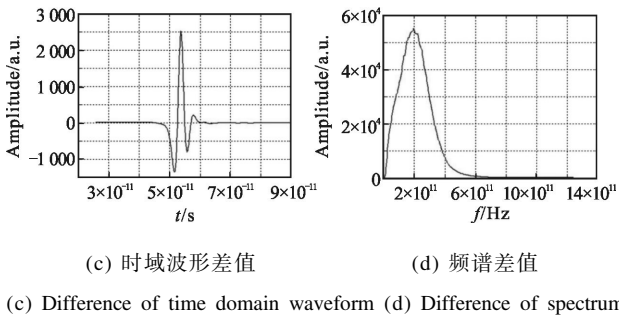 3 000
2 000
1 000
0
−1 000
Amplitude/a.u.
3×10⁻¹¹ 5×10⁻¹¹ 7×10⁻¹¹ 9×10⁻¹¹
t/s
6×10⁴
4×10⁴
2×10⁴
0
Amplitude/a.u.
2×10¹¹ 6×10¹¹ 10×10¹¹ 14×10¹¹
f/Hz
(c) 时域波形差值
(d) 频谱差值
(c) Difference of time domain waveform (d) Difference of spectrum